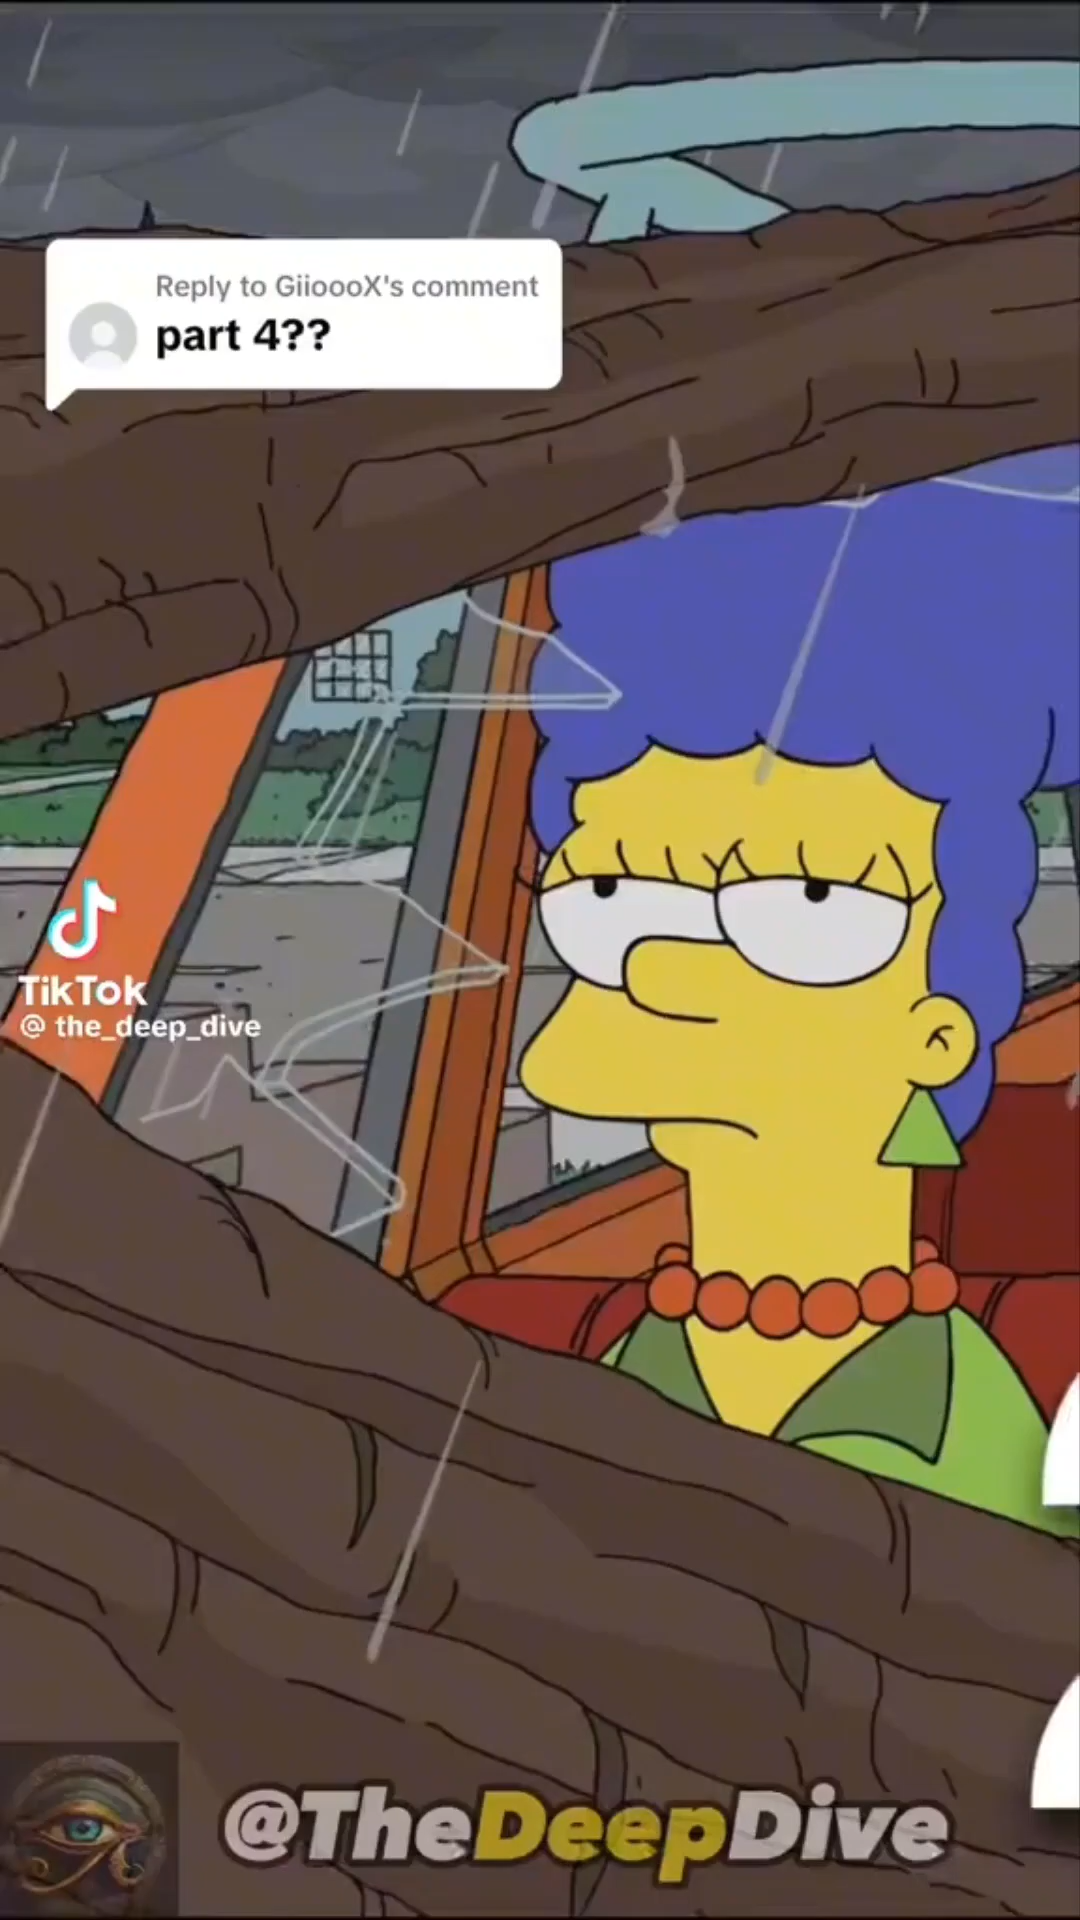 Reply to GiioooX's comment
part 4??
TikTok
@ the_deep_dive
@TheDeepDive